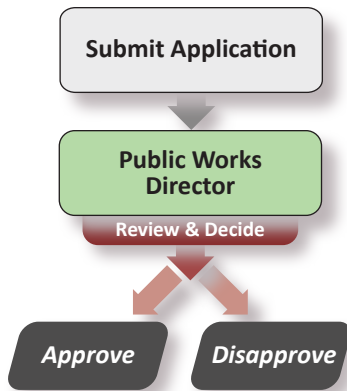 Submit Application
Public Works
Director
Review & Decide
Approve
Disapprove